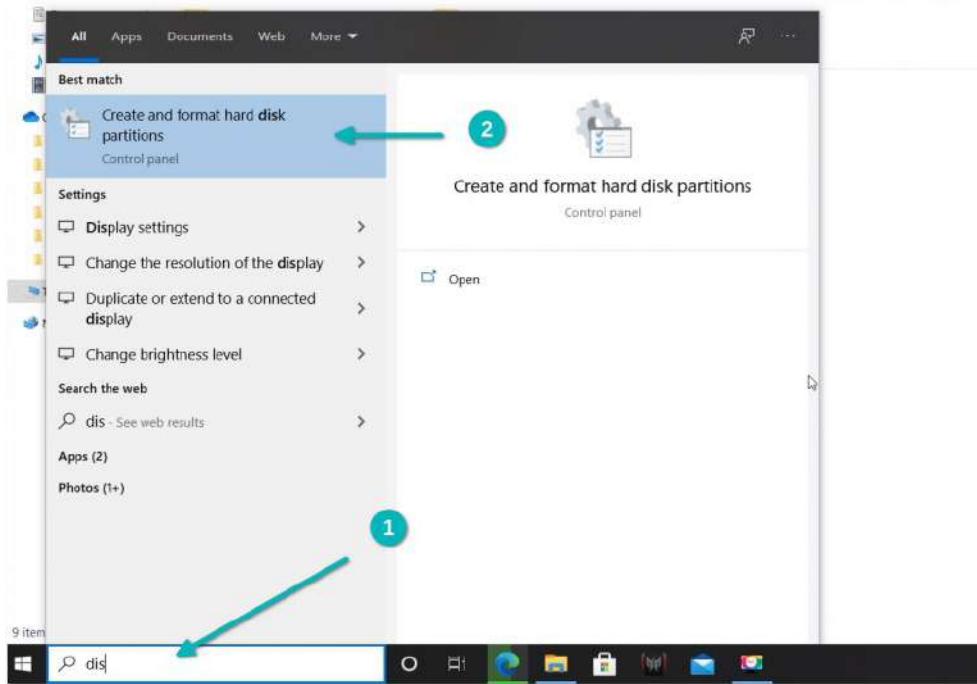 All Apps Documents Web More
Best match
Create and format hard disk
partitions
Control panel
2
Create and format hard disk partitions
Control panel
Settings
Display settings
Change the resolution of the display
Open
Duplicate or extend to a connected
display
Change brightness level
Search the web
dis - See web results
Apps (2)
Photos (1+)
1
9 item
dis